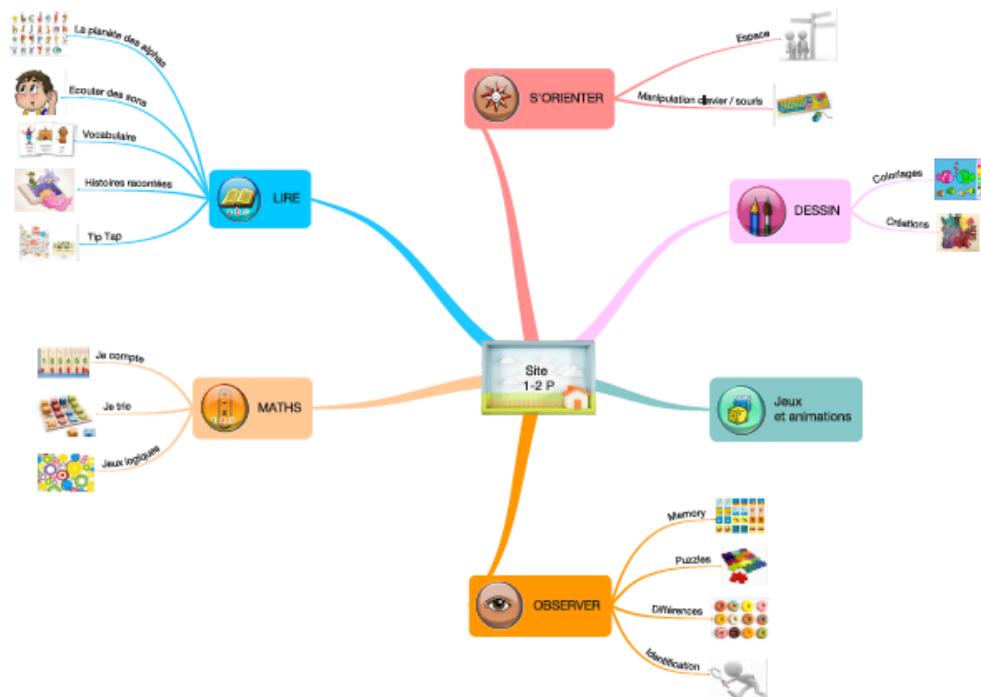 La planète des alphas
Ecouter des sons
Vocabulaire
Histoires racontées
Tip Tap
LIRE
S'ORIENTER
Espace
Manipulation clavier / souris
DESSIN
Coloriages
Créations
Site
1-2 P
Je compte
Je trie
Jeux logiques
MATHS
Jeux
et animations
OBSERVER
Memory
Puzzles
Différences
Identification